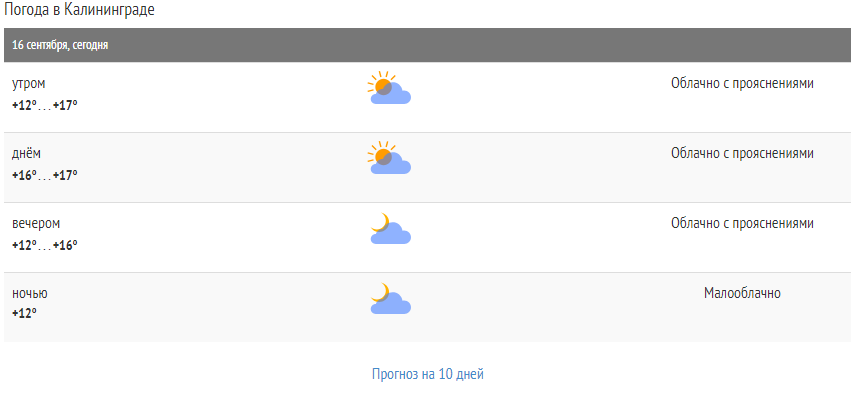 Погода в Калининграде
16 сентября, сегодня
утром
Облачно с прояснениями
+12°...+17°
днём
Облачно с прояснениями
+16°...+17°
вечером
Облачно с прояснениями
+12°...+16°
ночью
Малооблачно
+12°
Прогноз на 10 дней